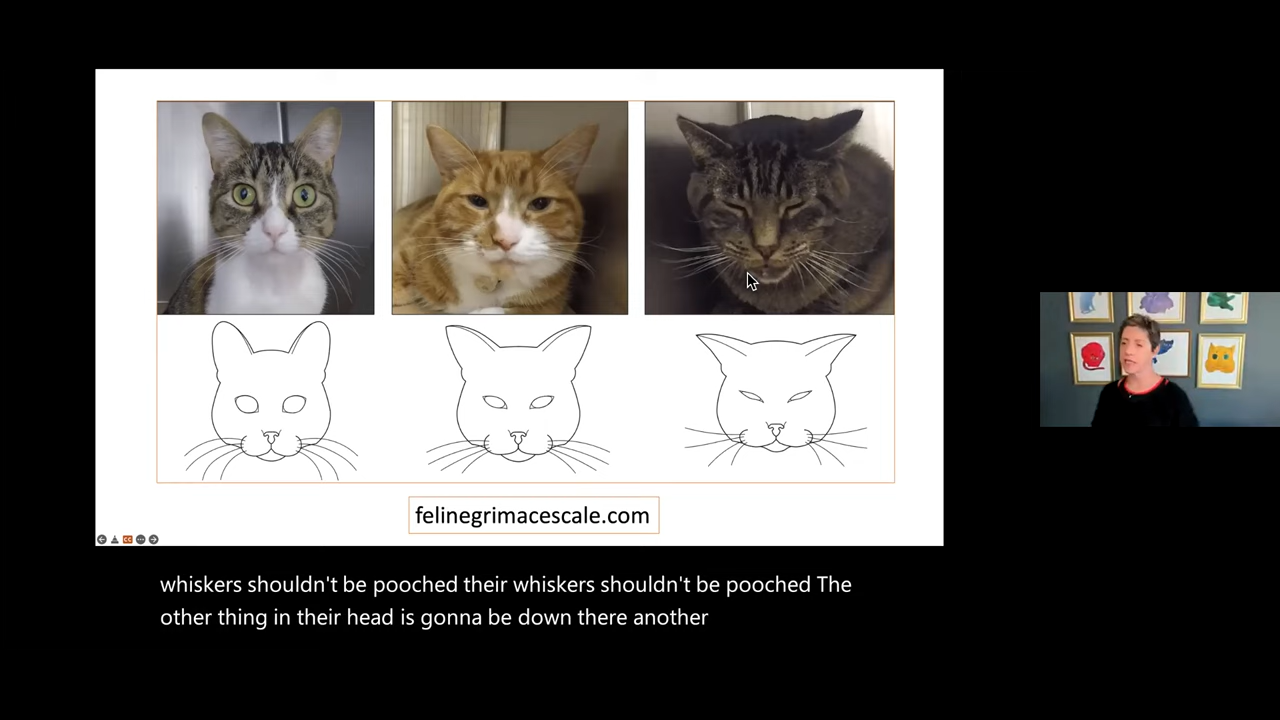 felinegrimacescale.com
CC
whiskers shouldn't be pooched their whiskers shouldn't be pooched The
other thing in their head is gonna be down there another